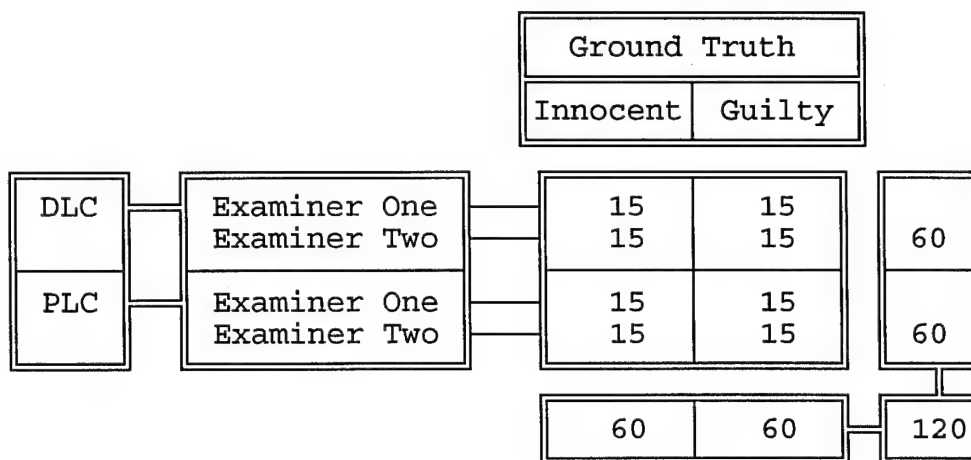 Ground Truth
Innocent Guilty
DLC Examiner One 15 15
Examiner Two 15 15 60
PLC Examiner One 15 15
Examiner Two 15 15 60
60 60 120